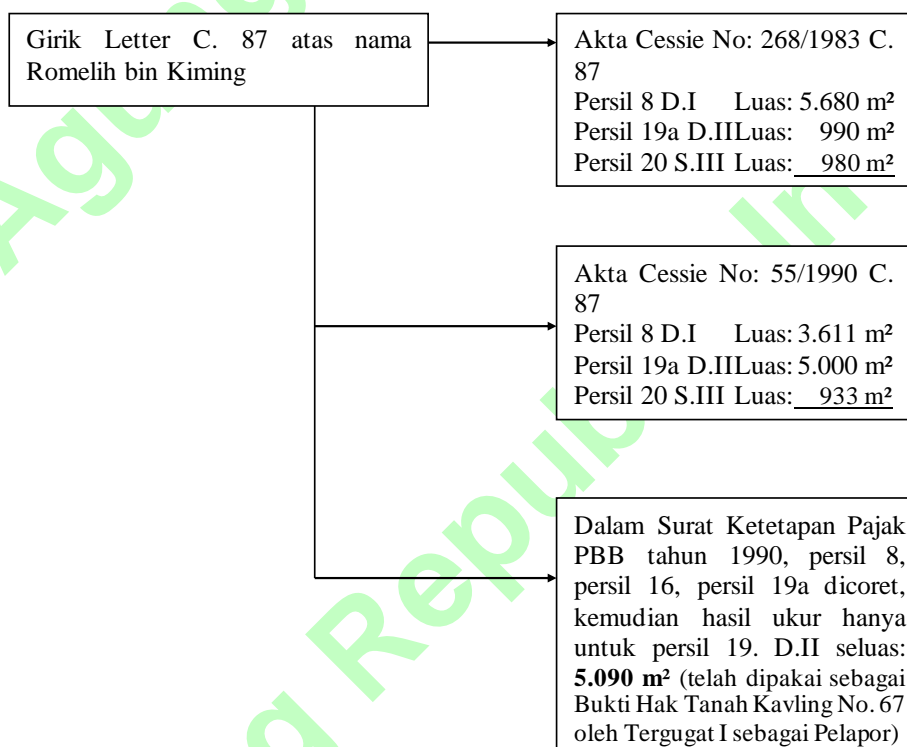 Girik Letter C. 87 atas nama
Romelih bin Kiming
Akta Cessie No: 268/1983 C.
87
Persil 8 D.I Luas: 5.680 m²
Persil 19a D.IILuas: 990 m²
Persil 20 S.III Luas: 980 m²
Akta Cessie No: 55/1990 C.
87
Persil 8 D.I Luas: 3.611 m²
Persil 19a D.IILuas: 5.000 m²
Persil 20 S.III Luas: 933 m²
Dalam Surat Ketetapan Pajak
PBB tahun 1990, persil 8,
persil 16, persil 19a dicoret,
kemudian hasil ukur hanya
untuk persil 19. D.II seluas:
5.090 m² (telah dipakai sebagai
Bukti Hak Tanah Kavling No. 67
oleh Tergugat I sebagai Pelapor)
Agung
Republ
In